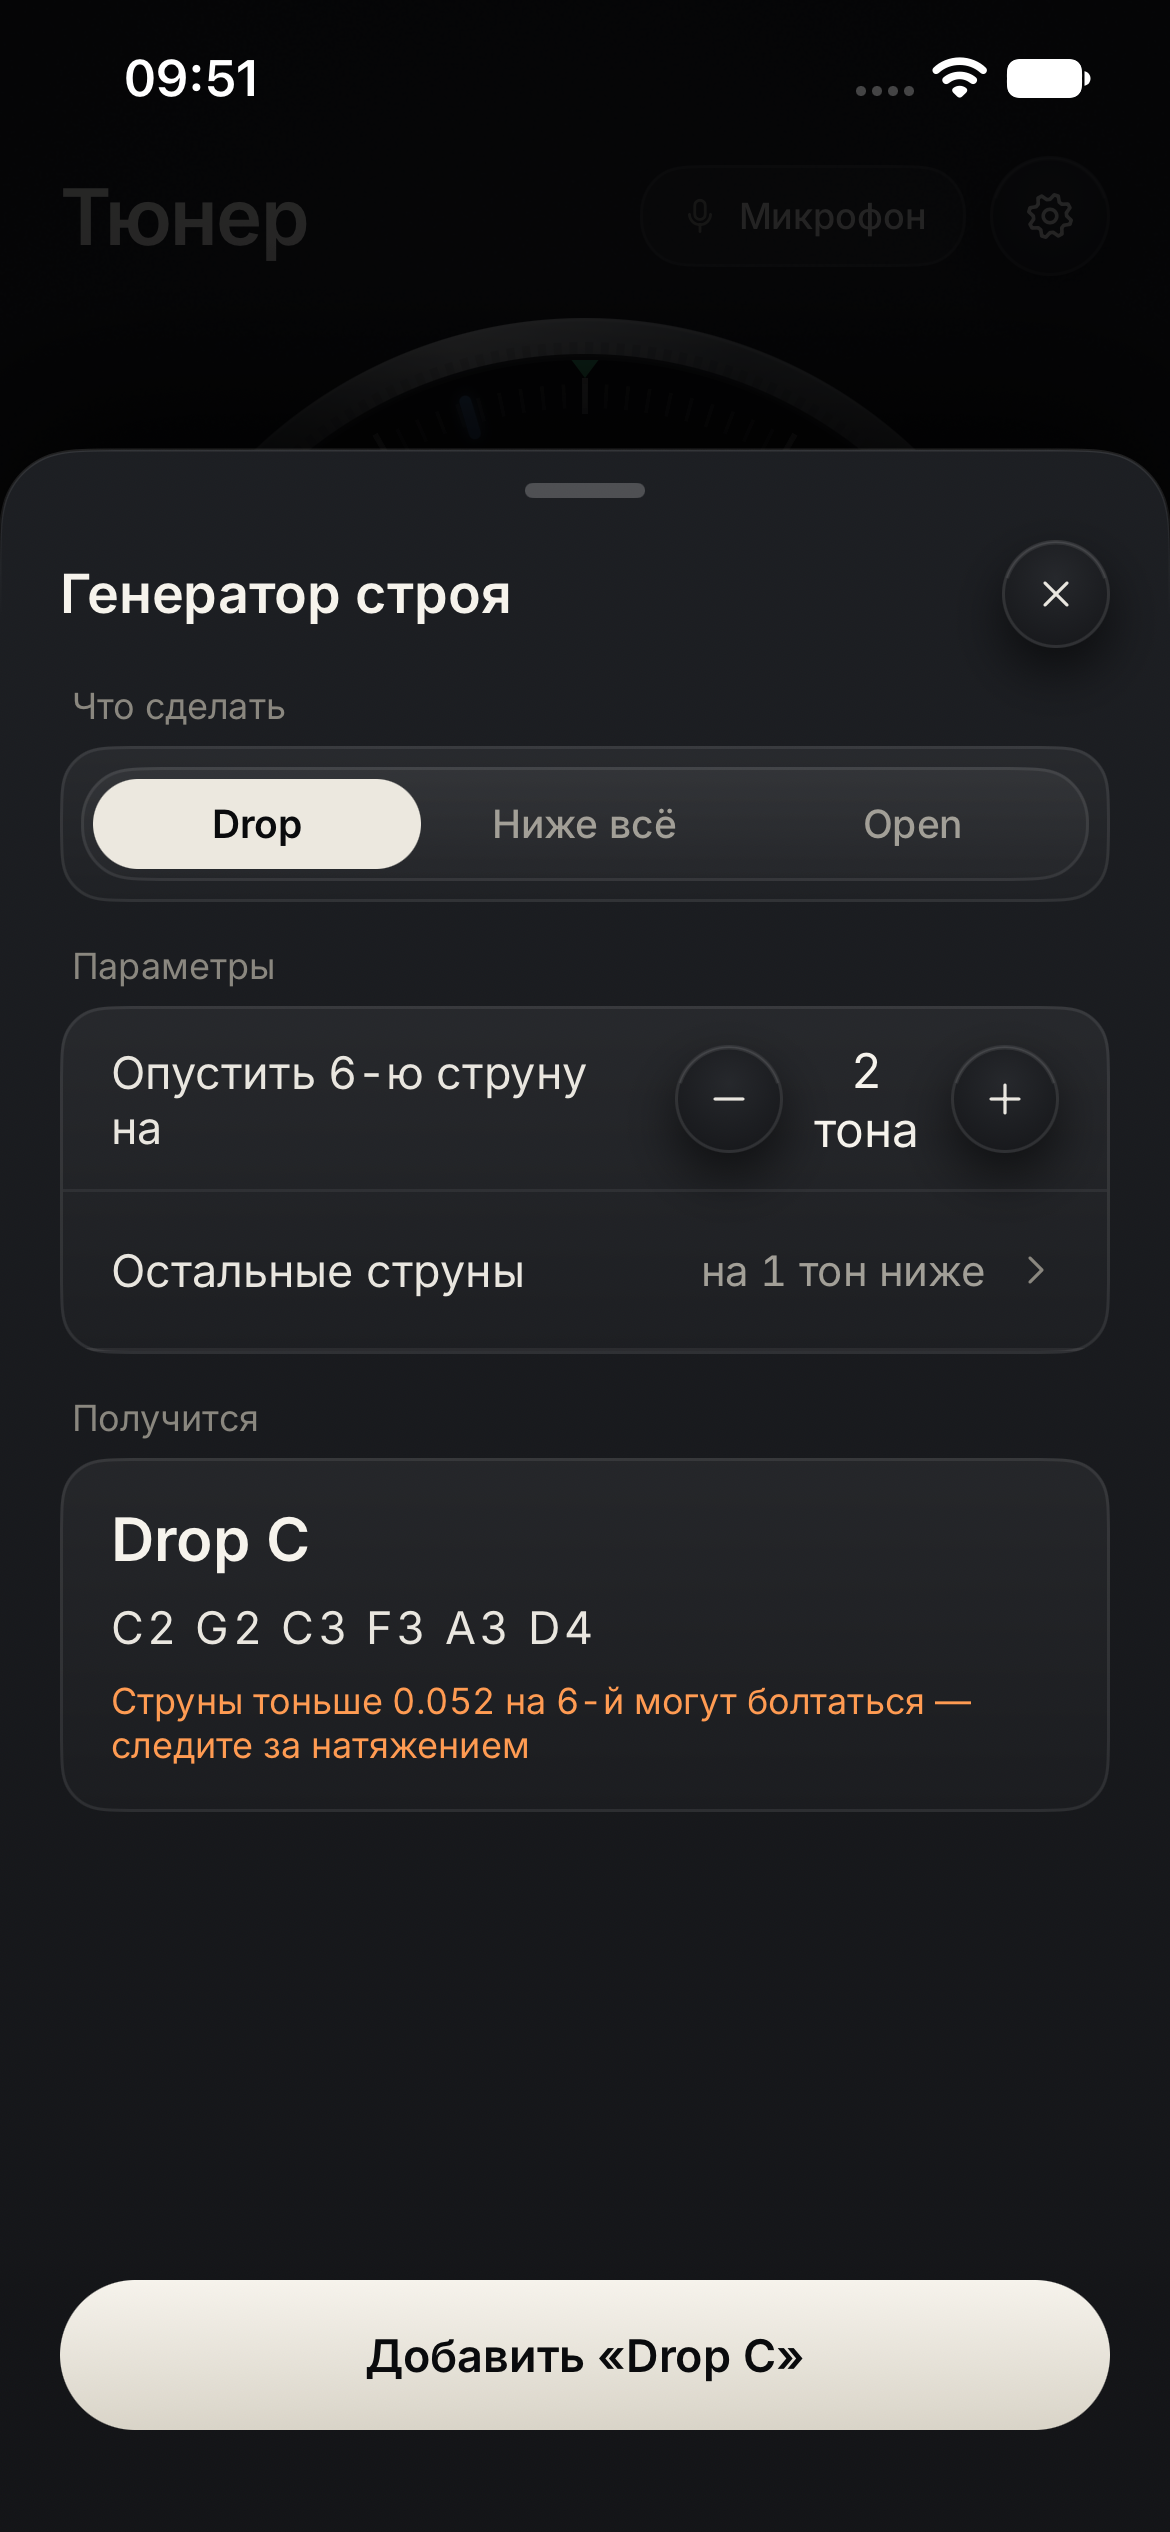 09:51
Тюнер
Микрофон
Генератор строя
Что сделать
Drop
Ниже всё
Open
Параметры
Опустить 6-ю струну
на
2
тона
Остальные струны
на 1 тон ниже
Получится
Drop C
C2 G2 C3 F3 A3 D4
Струны тоньше 0.052 на 6-й могут болтаться —
следите за натяжением
Добавить «Drop C»